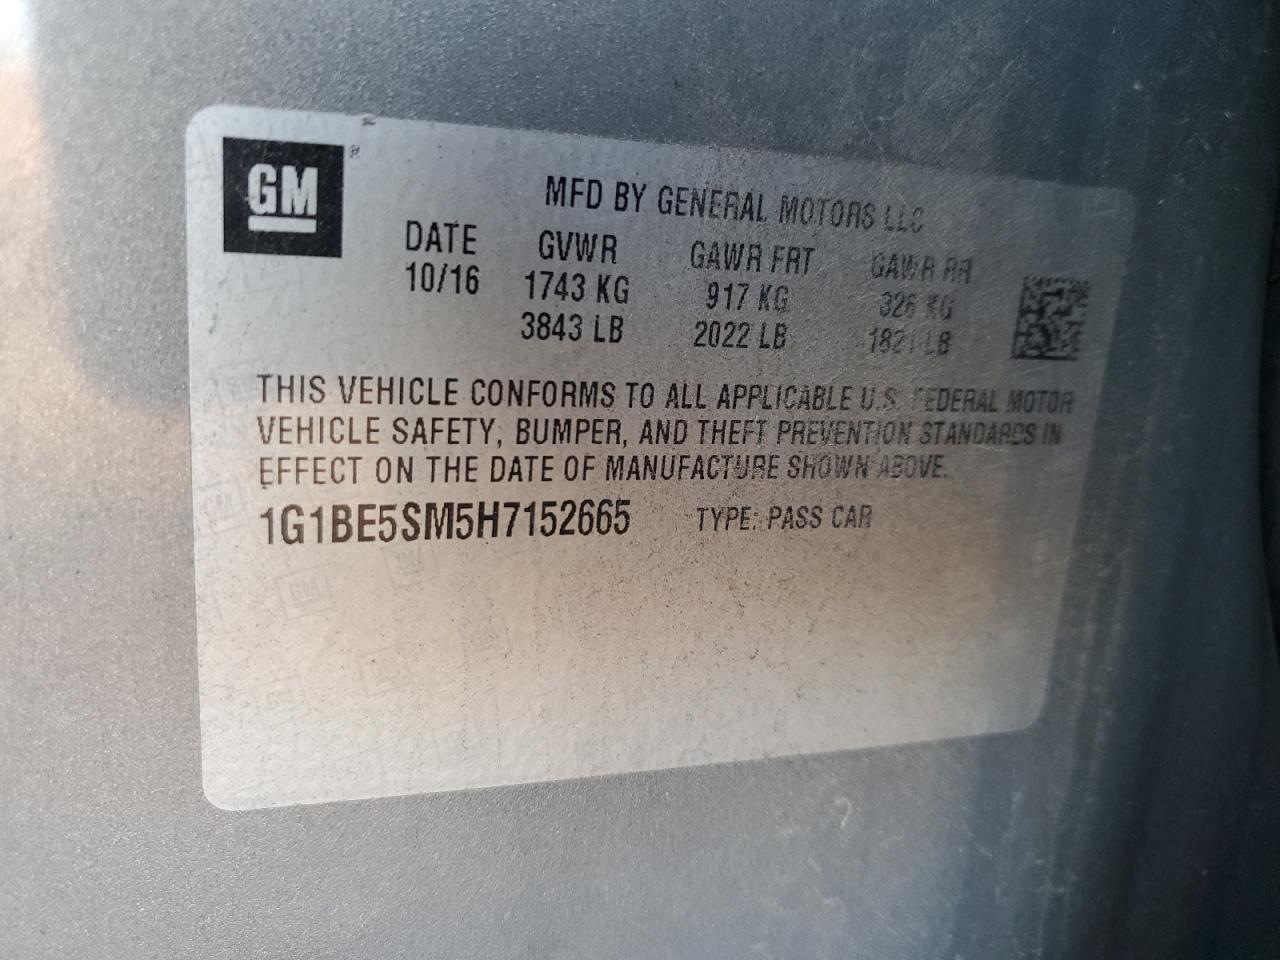 GM
MFD BY GENERAL MOTORS LLC
DATE GVWR GAWR FRT GAWR RR
10/16 1743 KG 917 KG 826 KG
3843 LB 2022 LB 1821 LB
THIS VEHICLE CONFORMS TO ALL APPLICABLE U.S. FEDERAL MOTOR
VEHICLE SAFETY, BUMPER, AND THEFT PREVENTION STANDARDS IN
EFFECT ON THE DATE OF MANUFACTURE SHOWN ABOVE.
1G1BE5SM5H7152665 TYPE: PASS CAR